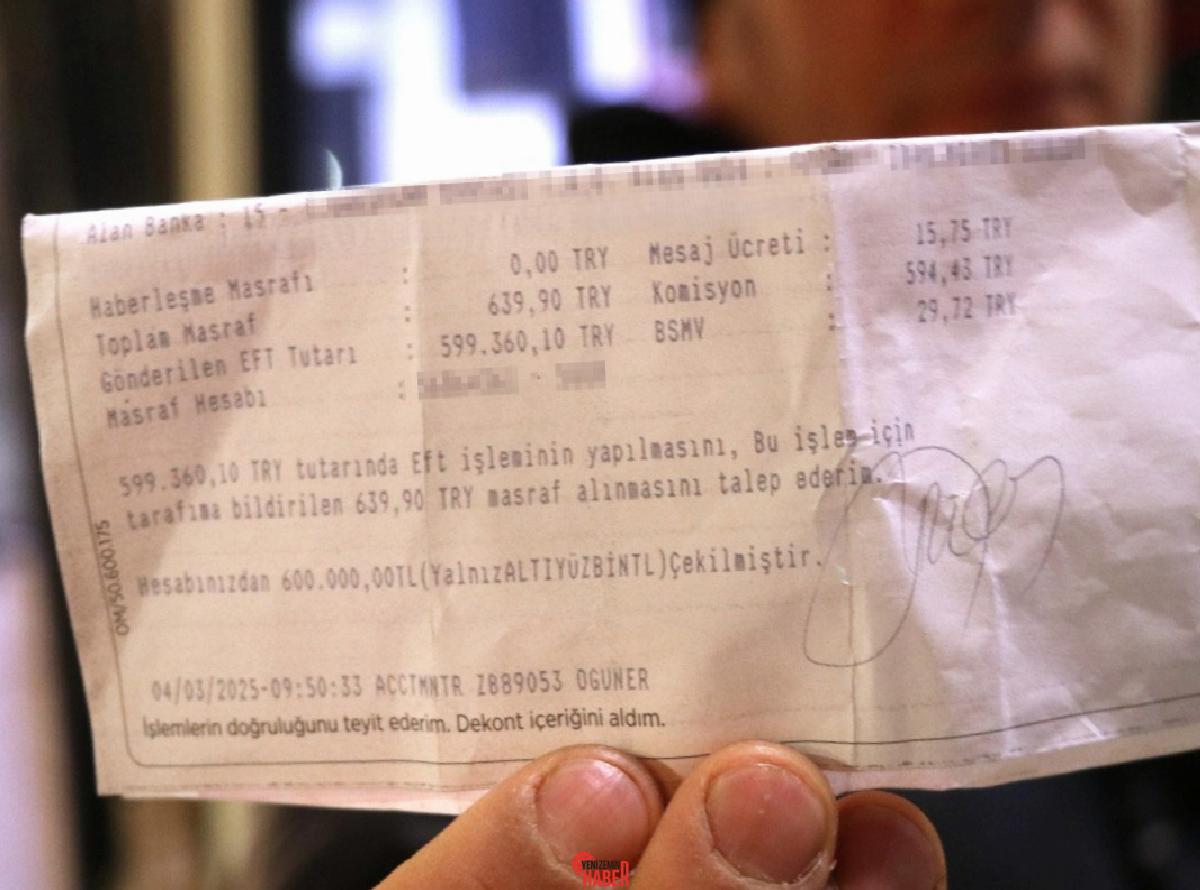 Alan Banka : 15 -
Haberleşme Masrafı : 0,00 TRY Mesaj Ücreti : 15,75 TRY
Toplam Masraf : 639,90 TRY Komisyon : 594,43 TRY
Gönderilen EFT Tutarı : 599.360,10 TRY BSMV : 29,72 TRY
Masraf Hesabı :
599.360,10 TRY tutarında Eft işleminin yapılmasını, Bu işlem için
tarafıma bildirilen 639,90 TRY masraf alınmasını talep ederim.
Hesabınızdan 600.000,00TL(YalnızALTIYÜZBİNTL)Çekilmiştir.
04/03/2025-09:50:33 ACCTMNTR Z889053 OGUNER
İşlemlerin doğruluğunu teyit ederim. Dekont içeriğini aldım.
OM/50.600.175
YENİZEMİN
HABER